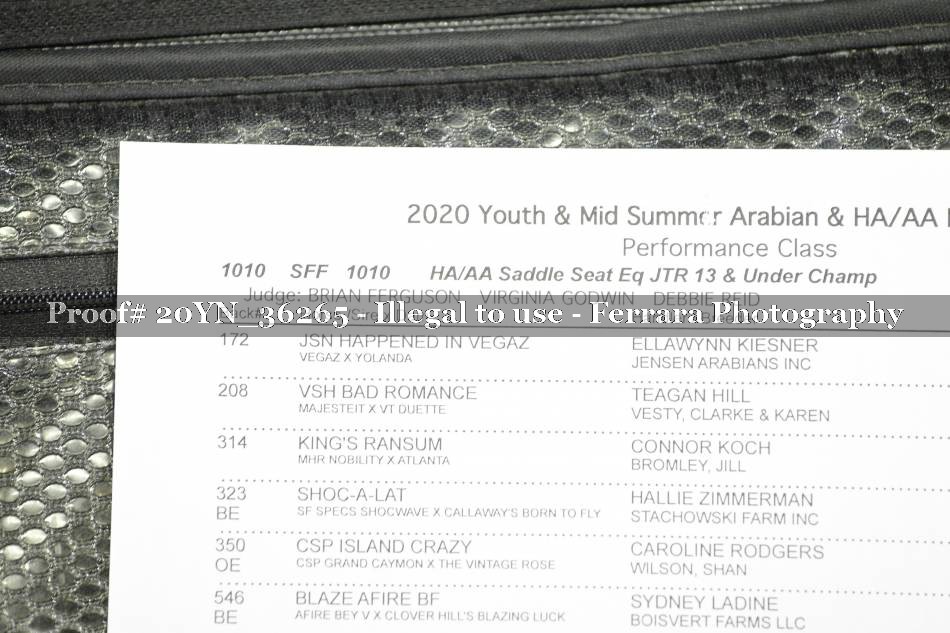 2020 Youth & Mid Summer Arabian & HA/AA
Performance Class
1010 SFF 1010 HA/AA Saddle Seat Eq JTR 13 & Under Champ
Judge: BRIAN FERGUSON VIRGINIA GODWIN DEBBIE REID
Proof# 20YN_36265 - Illegal to use - Ferrara Photography
172 JSN HAPPENED IN VEGAZ ELLAWYNN KIESNER
VEGAZ X YOLANDA JENSEN ARABIANS INC
208 VSH BAD ROMANCE TEAGAN HILL
MAJESTEIT X VT DUETTE VESTY, CLARKE & KAREN
314 KING'S RANSUM CONNOR KOCH
MHR NOBILITY X ATLANTA BROMLEY, JILL
323 SHOC-A-LAT HALLIE ZIMMERMAN
BE SF SPECS SHOCWAVE X CALLAWAY'S BORN TO FLY STACHOWSKI FARM INC
350 CSP ISLAND CRAZY CAROLINE RODGERS
OE CSP GRAND CAYMON X THE VINTAGE ROSE WILSON, SHAN
546 BLAZE AFIRE BF SYDNEY LADINE
BE AFIRE BEY V X CLOVER HILL'S BLAZING LUCK BOISVERT FARMS LLC